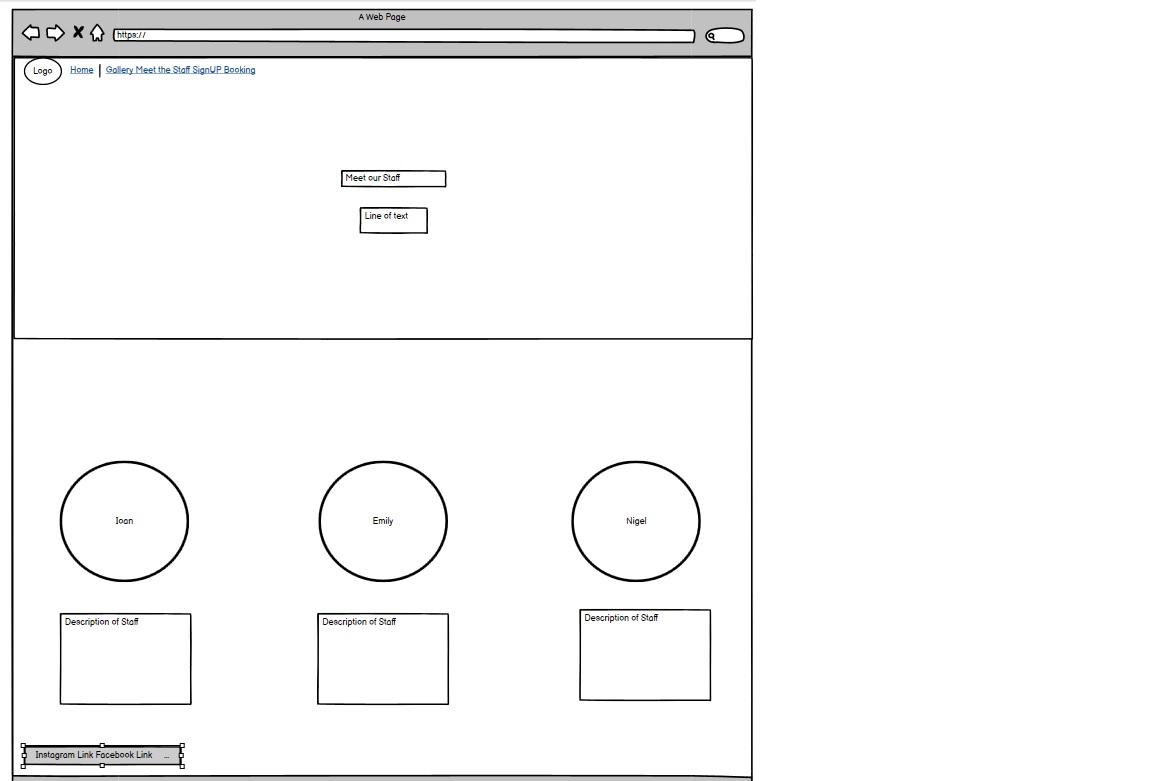 A Web Page
https://
Logo
Home | Gallery Meet the Staff SignUP Booking
Meet our Staff
Line of text
Ioan
Emily
Nigel
Description of Staff
Description of Staff
Description of Staff
Instagram Link Facebook Link ...